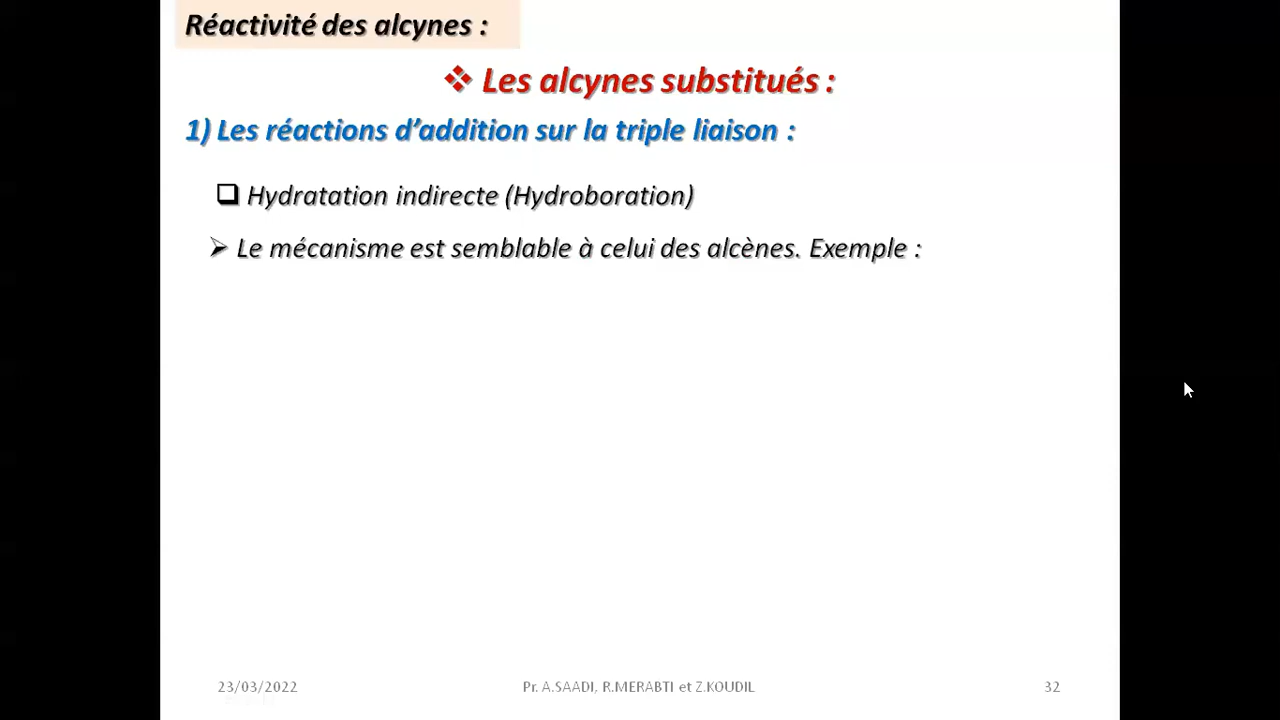 Réactivité des alcynes :
❖ Les alcynes substitués :
1) Les réactions d’addition sur la triple liaison :
❑ Hydratation indirecte (Hydroboration)
➢ Le mécanisme est semblable à celui des alcènes. Exemple :
23/03/2022 Pr. A.SAADI, R.MERABTI et Z.KOUDIL 32